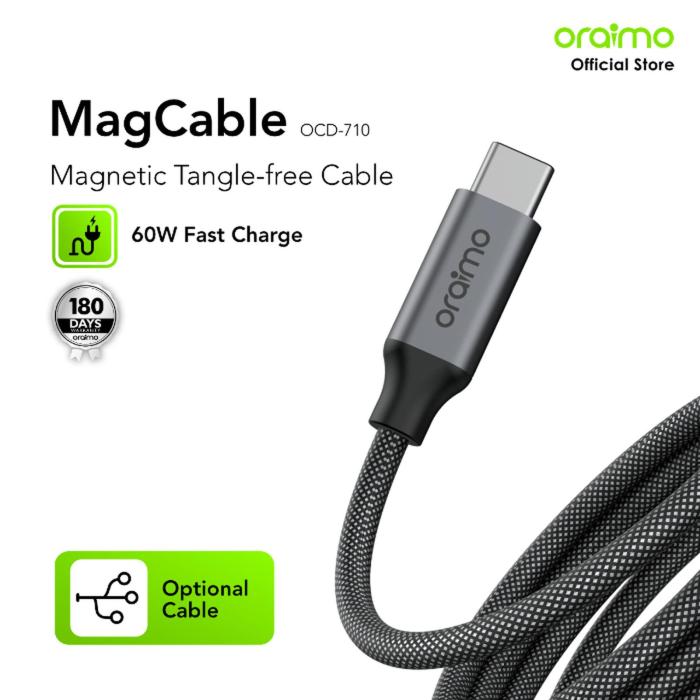 oraimo
Official Store
MagCable OCD-710
Magnetic Tangle-free Cable
60W Fast Charge
180
DAYS
WARRANTY
oraimo
oraimo
Optional
Cable